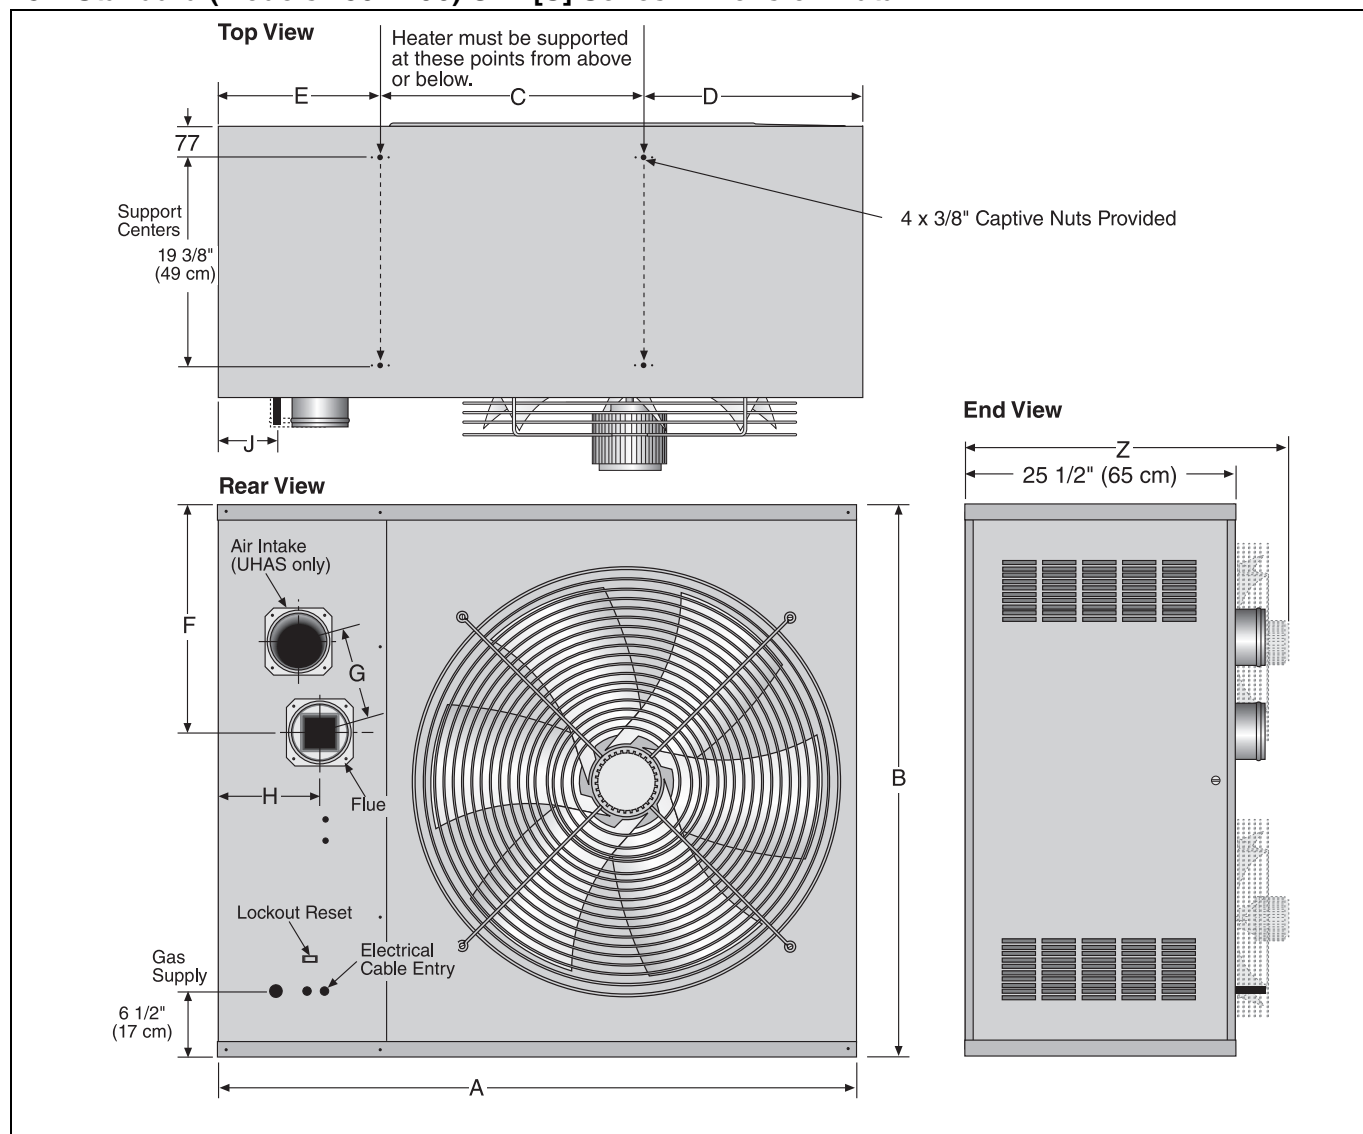 Top View
Heater must be supported
at these points from above
or below.
E
C
D
77
Support
Centers
19 3/8"
(49 cm)
4 x 3/8" Captive Nuts Provided
J
End View
Z
25 1/2" (65 cm)
Rear View
Air Intake
(UHAS only)
F
G
H
Flue
B
Lockout Reset
Electrical
Cable Entry
Gas
Supply
6 1/2"
(17 cm)
A